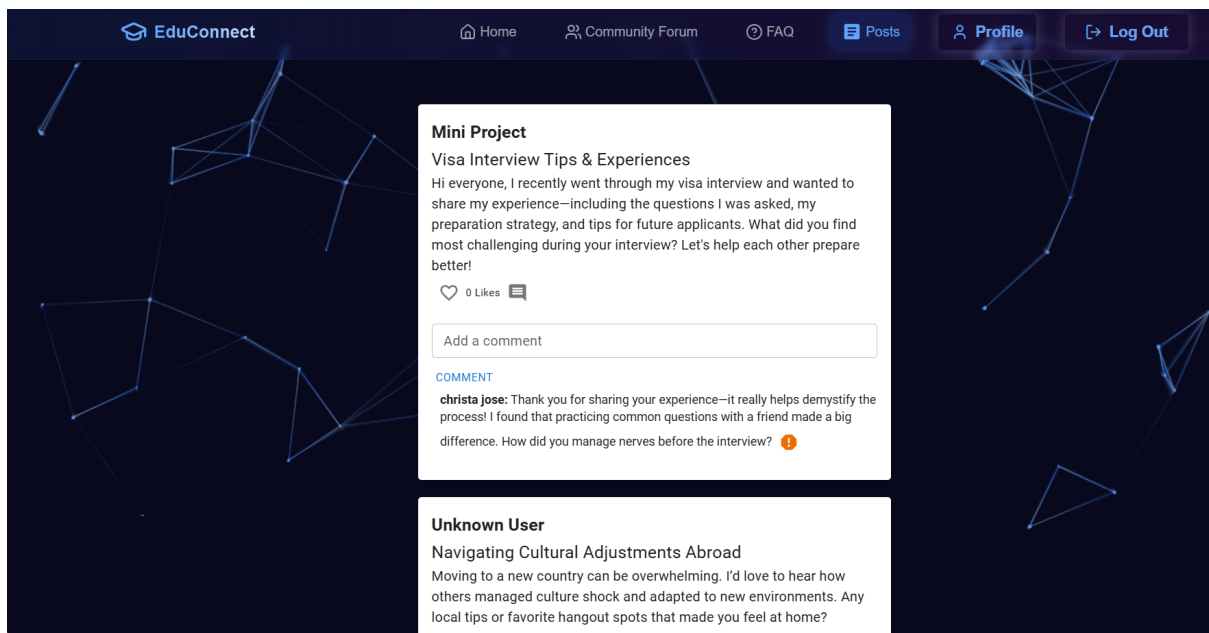 EduConnect
Home
Community Forum
FAQ
Posts
Profile
Log Out
Mini Project
Visa Interview Tips & Experiences
Hi everyone, I recently went through my visa interview and wanted to
share my experience—including the questions I was asked, my
preparation strategy, and tips for future applicants. What did you find
most challenging during your interview? Let's help each other prepare
better!
0 Likes
Add a comment
COMMENT
christa jose: Thank you for sharing your experience—it really helps demystify the
process! I found that practicing common questions with a friend made a big
difference. How did you manage nerves before the interview?
Unknown User
Navigating Cultural Adjustments Abroad
Moving to a new country can be overwhelming. I'd love to hear how
others managed culture shock and adapted to new environments. Any
local tips or favorite hangout spots that made you feel at home?